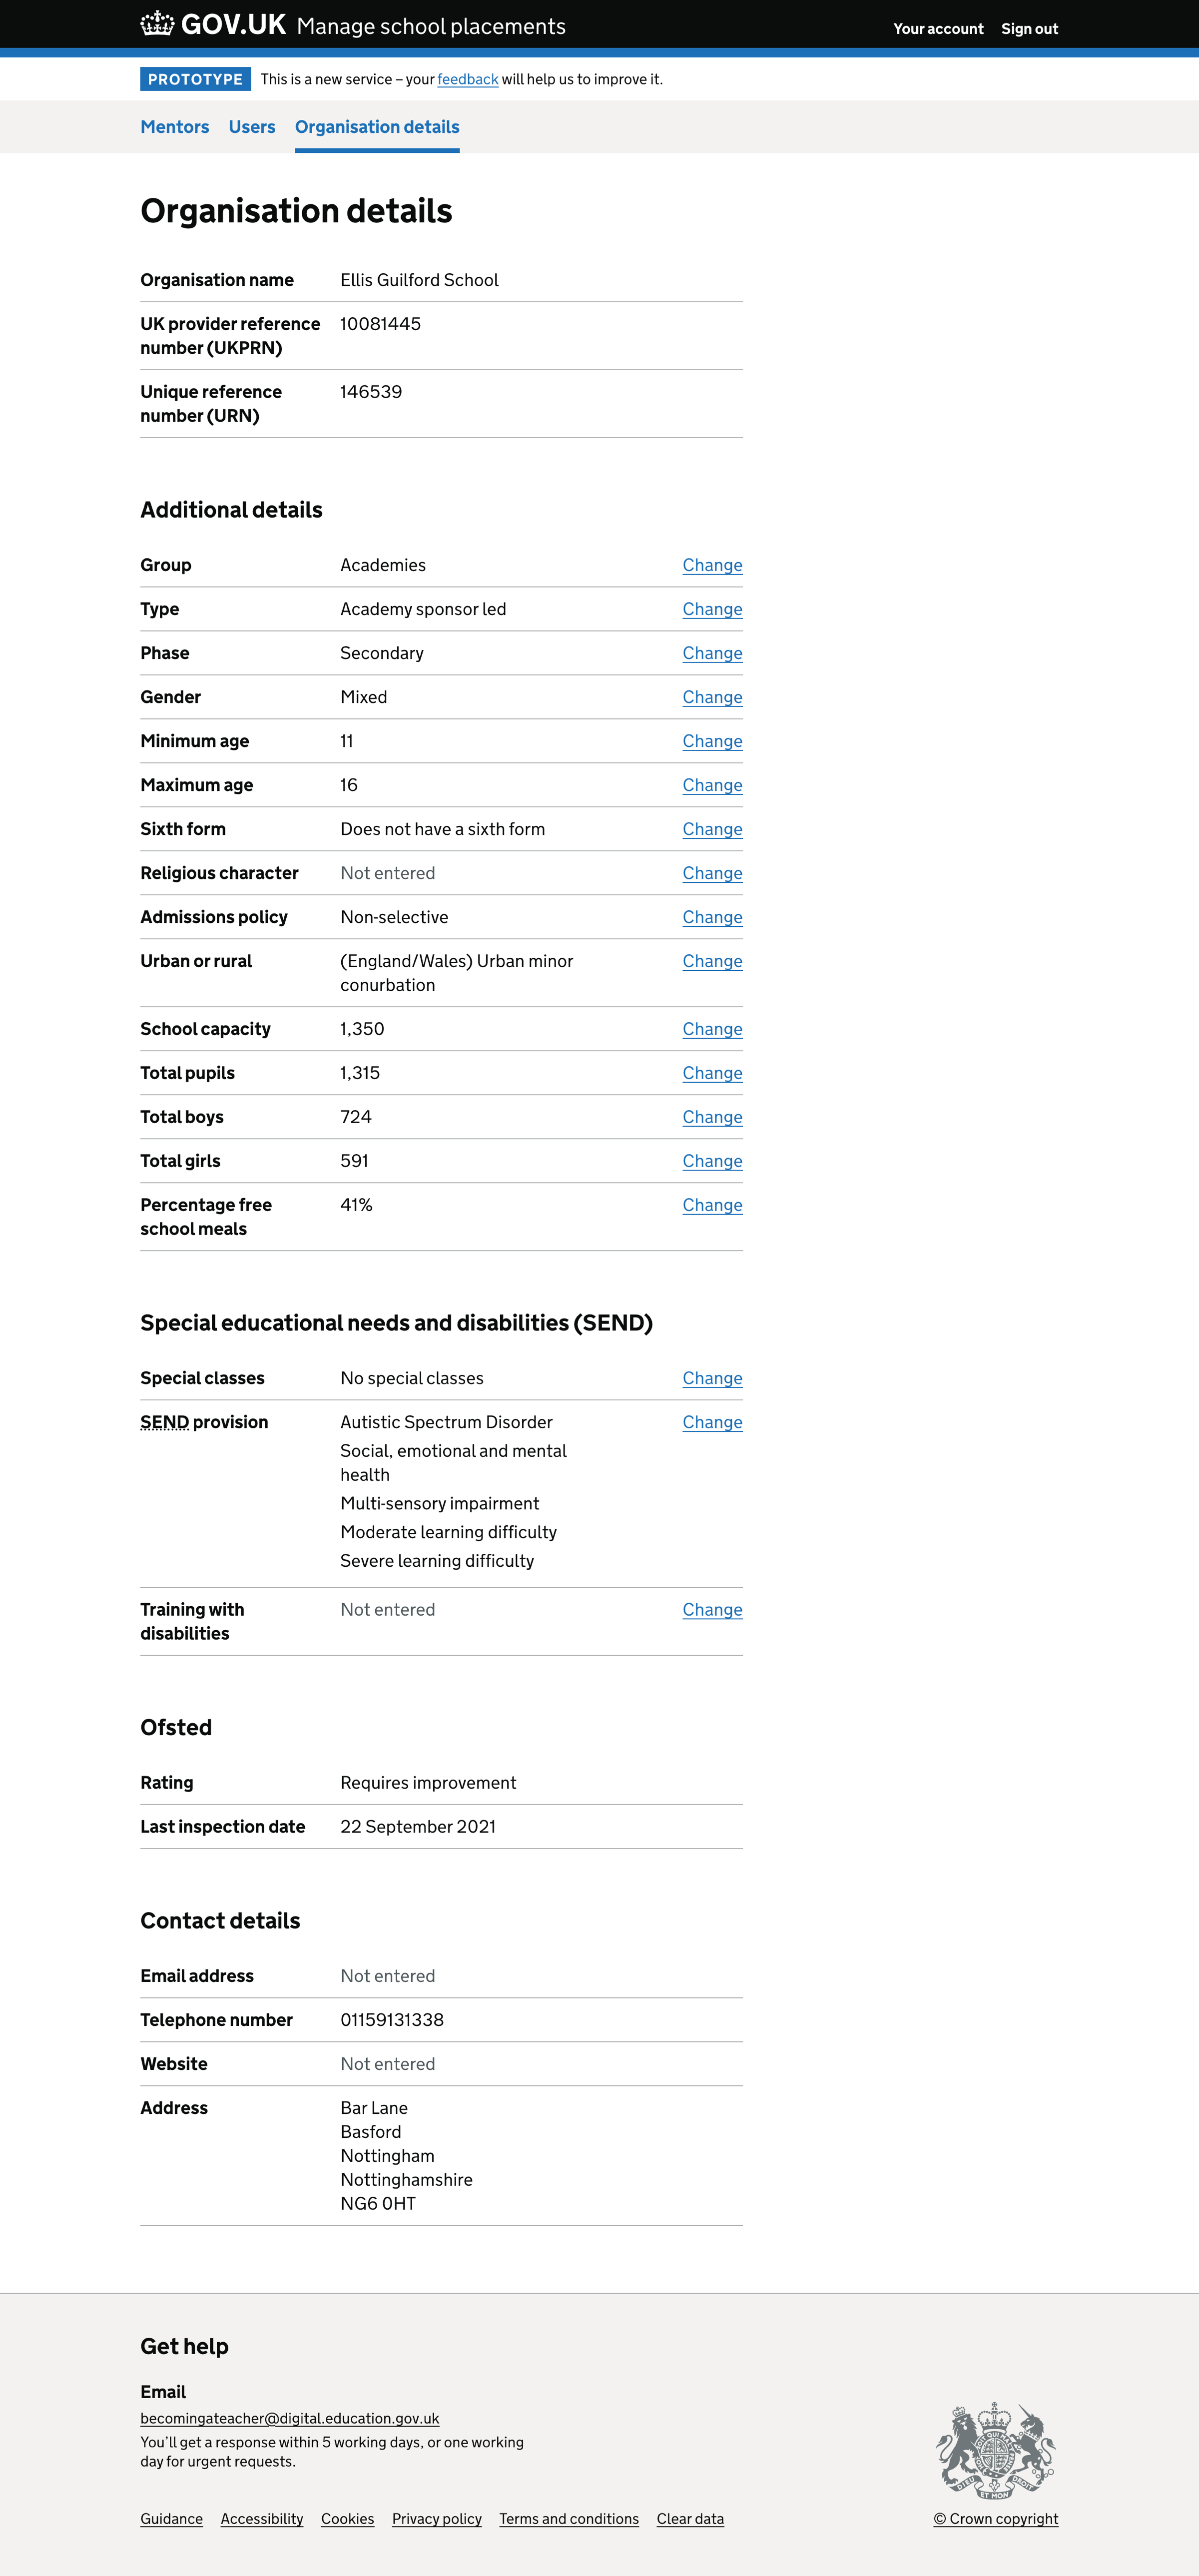 GOV.UK Manage school placements Your account Sign out
PROTOTYPE This is a new service – your feedback will help us to improve it.
Mentors Users Organisation details
Organisation details
Organisation name Ellis Guilford School
UK provider reference 10081445
number (UKPRN)
Unique reference 146539
number (URN)
Additional details
Group Academies Change
Type Academy sponsor led Change
Phase Secondary Change
Gender Mixed Change
Minimum age 11 Change
Maximum age 16 Change
Sixth form Does not have a sixth form Change
Religious character Not entered Change
Admissions policy Non-selective Change
Urban or rural (England/Wales) Urban minor Change
conurbation
School capacity 1,350 Change
Total pupils 1,315 Change
Total boys 724 Change
Total girls 591 Change
Percentage free 41% Change
school meals
Special educational needs and disabilities (SEND)
Special classes No special classes Change
SEND provision Autistic Spectrum Disorder Change
Social, emotional and mental
health
Multi-sensory impairment
Moderate learning difficulty
Severe learning difficulty
Training with Not entered Change
disabilities
Ofsted
Rating Requires improvement
Last inspection date 22 September 2021
Contact details
Email address Not entered
Telephone number 01159131338
Website Not entered
Address Bar Lane
Basford
Nottingham
Nottinghamshire
NG6 0HT
Get help
Email
becomingateacher@digital.education.gov.uk
You’ll get a response within 5 working days, or one working
day for urgent requests.
DIEU ET MON DROIT
Guidance Accessibility Cookies Privacy policy Terms and conditions Clear data © Crown copyright